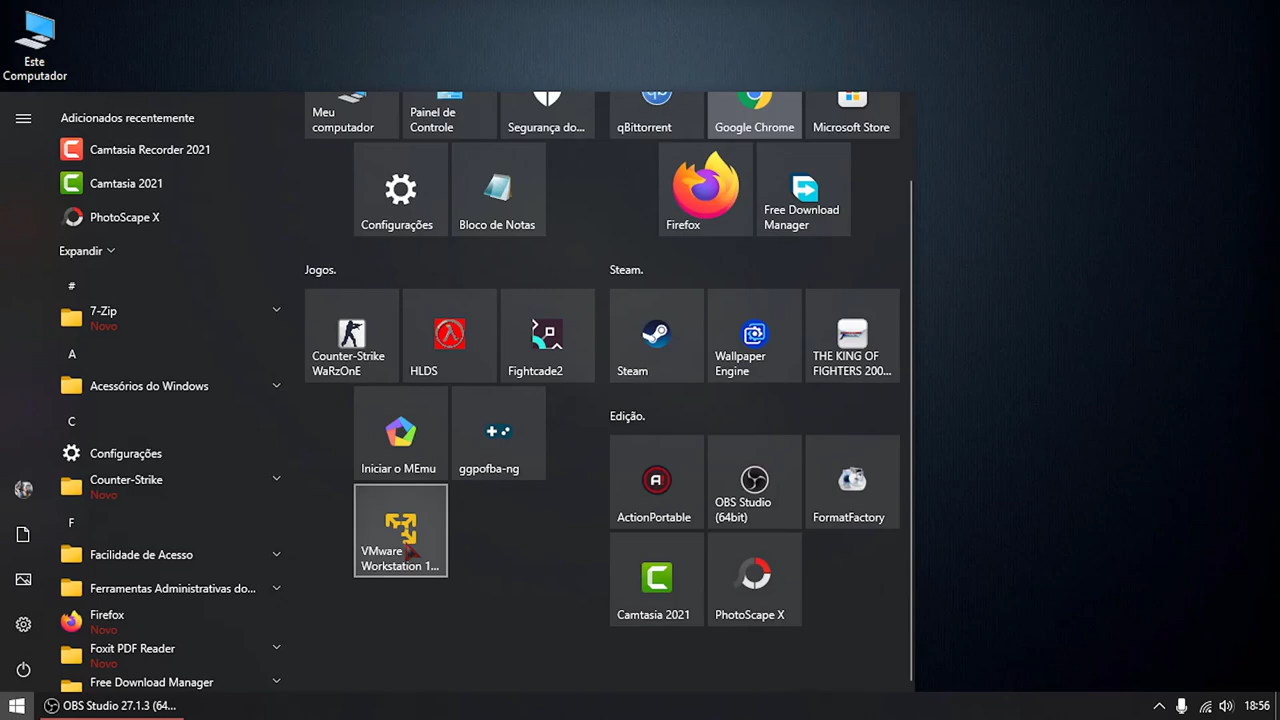 Este
Computador
Adicionados recentemente
Camtasia Recorder 2021
Camtasia 2021
PhotoScape X
Expandir
#
7-Zip
Novo
A
Acessórios do Windows
C
Configurações
Counter-Strike
Novo
F
Facilidade de Acesso
Ferramentas Administrativas do...
Firefox
Novo
Foxit PDF Reader
Novo
Free Download Manager
Meu
computador
Painel de
Controle
Segurança do...
qBittorrent
Google Chrome
Microsoft Store
Configurações
Bloco de Notas
Firefox
Free Download
Manager
Jogos.
Counter-Strike
WaRzOnE
HLDS
Fightcade2
Iniciar o MEmu
ggpofba-ng
VMware
Workstation 1...
Steam.
Steam
Wallpaper
Engine
THE KING OF
FIGHTERS 200...
Edição.
ActionPortable
OBS Studio
(64bit)
FormatFactory
Camtasia 2021
PhotoScape X
OBS Studio 27.1.3 (64...
18:56